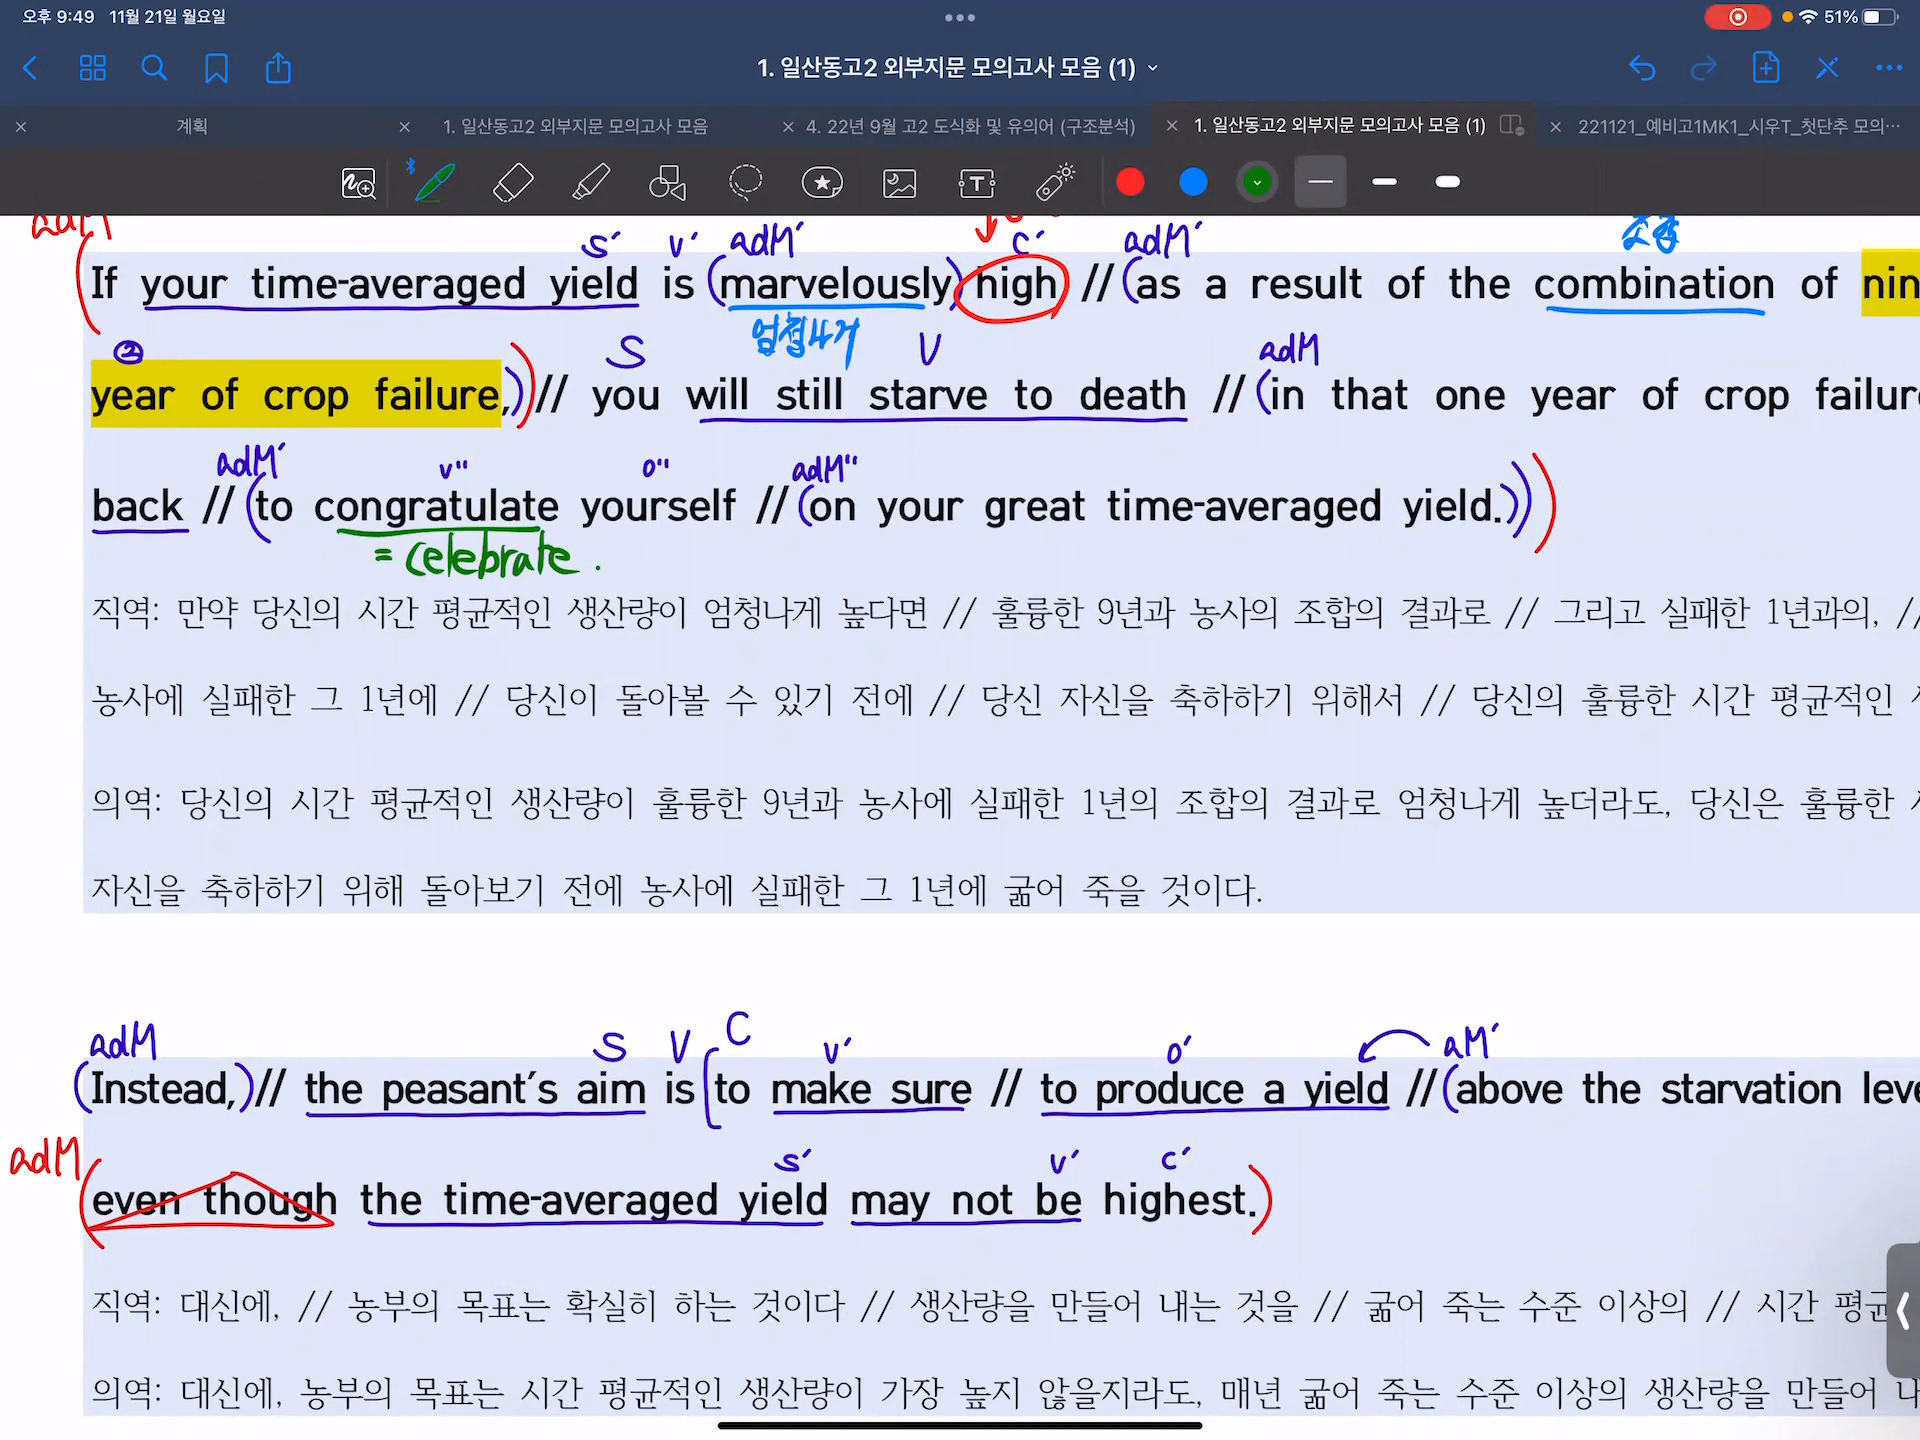 오후 9:49 11월 21일 월요일
51%
1. 일산동고2 외부지문 모의고사 모음 (1)
계획
1. 일산동고2 외부지문 모의고사 모음
4. 22년 9월 고2 도식화 및 유의어 (구조분석)
1. 일산동고2 외부지문 모의고사 모음 (1)
221121_예비고1MK1_시우T_첫단추 모의…
adM
S' V' adM' C' adM'
If your time-averaged yield is (marvelously) high // (as a result of the combination of nin
엄청나게
② S V adM
year of crop failure,)) // you will still starve to death // (in that one year of crop failur
adM' v" o" adM"
back // (to congratulate yourself // (on your great time-averaged yield.)))
= celebrate.
직역: 만약 당신의 시간 평균적인 생산량이 엄청나게 높다면 // 훌륭한 9년과 농사의 조합의 결과로 // 그리고 실패한 1년과의, //
농사에 실패한 그 1년에 // 당신이 돌아볼 수 있기 전에 // 당신 자신을 축하하기 위해서 // 당신의 훌륭한 시간 평균적인
의역: 당신의 시간 평균적인 생산량이 훌륭한 9년과 농사에 실패한 1년의 조합의 결과로 엄청나게 높더라도, 당신은 훌륭한
자신을 축하하기 위해 돌아보기 전에 농사에 실패한 그 1년에 굶어 죽을 것이다.
adM S V C v' o' aM'
(Instead,) // the peasant's aim is [to make sure // to produce a yield // (above the starvation leve
adM s' v' c'
(even though the time-averaged yield may not be highest.)
직역: 대신에, // 농부의 목표는 확실히 하는 것이다 // 생산량을 만들어 내는 것을 // 굶어 죽는 수준 이상의 // 시간 평균
의역: 대신에, 농부의 목표는 시간 평균적인 생산량이 가장 높지 않을지라도, 매년 굶어 죽는 수준 이상의 생산량을 만들어 내